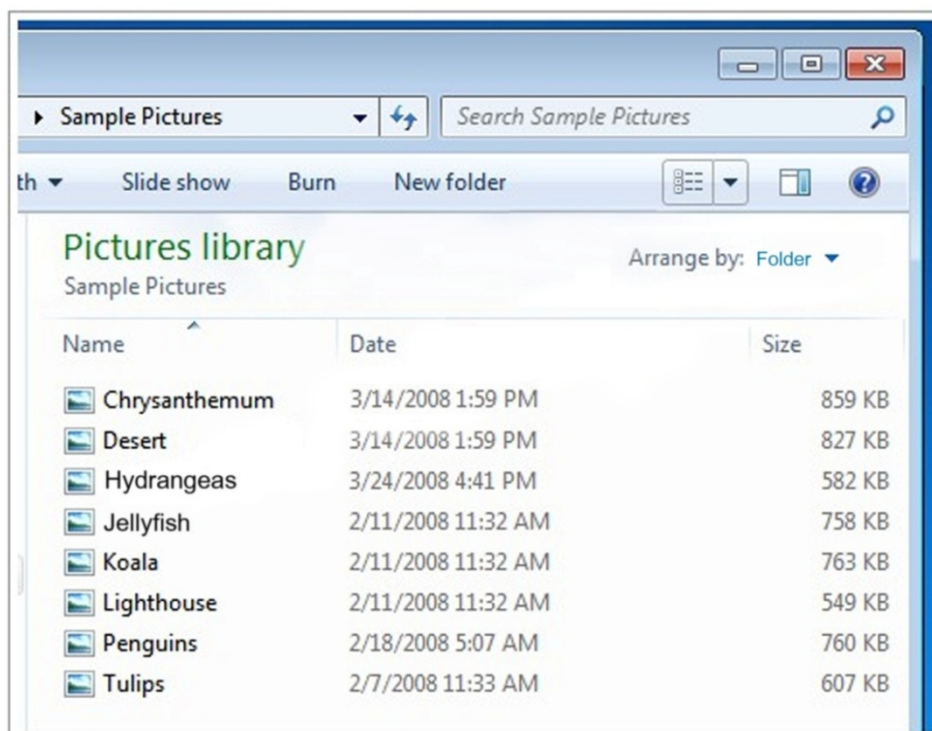 Sample Pictures Search Sample Pictures
th Slide show Burn New folder
Pictures library
Sample Pictures
Arrange by: Folder
Name Date Size
Chrysanthemum 3/14/2008 1:59 PM 859 KB
Desert 3/14/2008 1:59 PM 827 KB
Hydrangeas 3/24/2008 4:41 PM 582 KB
Jellyfish 2/11/2008 11:32 AM 758 KB
Koala 2/11/2008 11:32 AM 763 KB
Lighthouse 2/11/2008 11:32 AM 549 KB
Penguins 2/18/2008 5:07 AM 760 KB
Tulips 2/7/2008 11:33 AM 607 KB